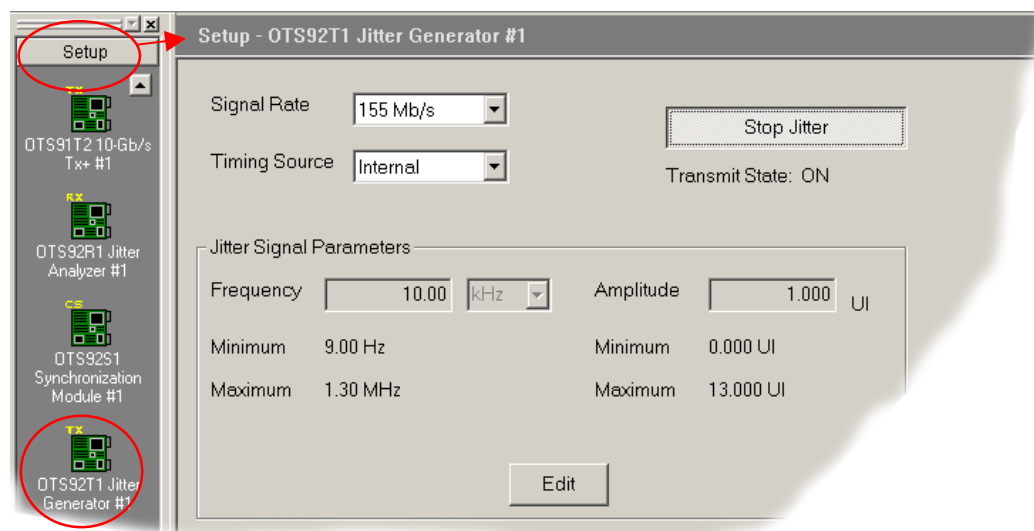 Setup
TX
OTS91T2 10-Gb/s
Tx+ #1
RX
OTS92R1 Jitter
Analyzer #1
CS
OTS92S1
Synchronization
Module #1
TX
OTS92T1 Jitter
Generator #1
Setup - OTS92T1 Jitter Generator #1
Signal Rate 155 Mb/s
Stop Jitter
Timing Source Internal
Transmit State: ON
Jitter Signal Parameters
Frequency 10.00 kHz Amplitude 1.000 UI
Minimum 9.00 Hz Minimum 0.000 UI
Maximum 1.30 MHz Maximum 13.000 UI
Edit